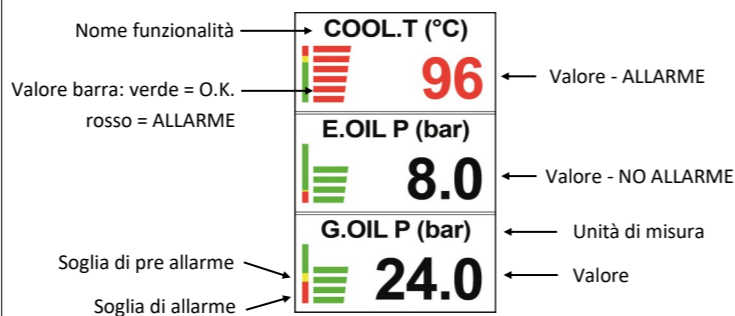 Nome funzionalità
COOL.T (°C)
96
Valore - ALLARME
Valore barra: verde = O.K.
rosso = ALLARME
E.OIL P (bar)
8.0
Valore - NO ALLARME
G.OIL P (bar)
Unità di misura
24.0
Valore
Soglia di pre allarme
Soglia di allarme